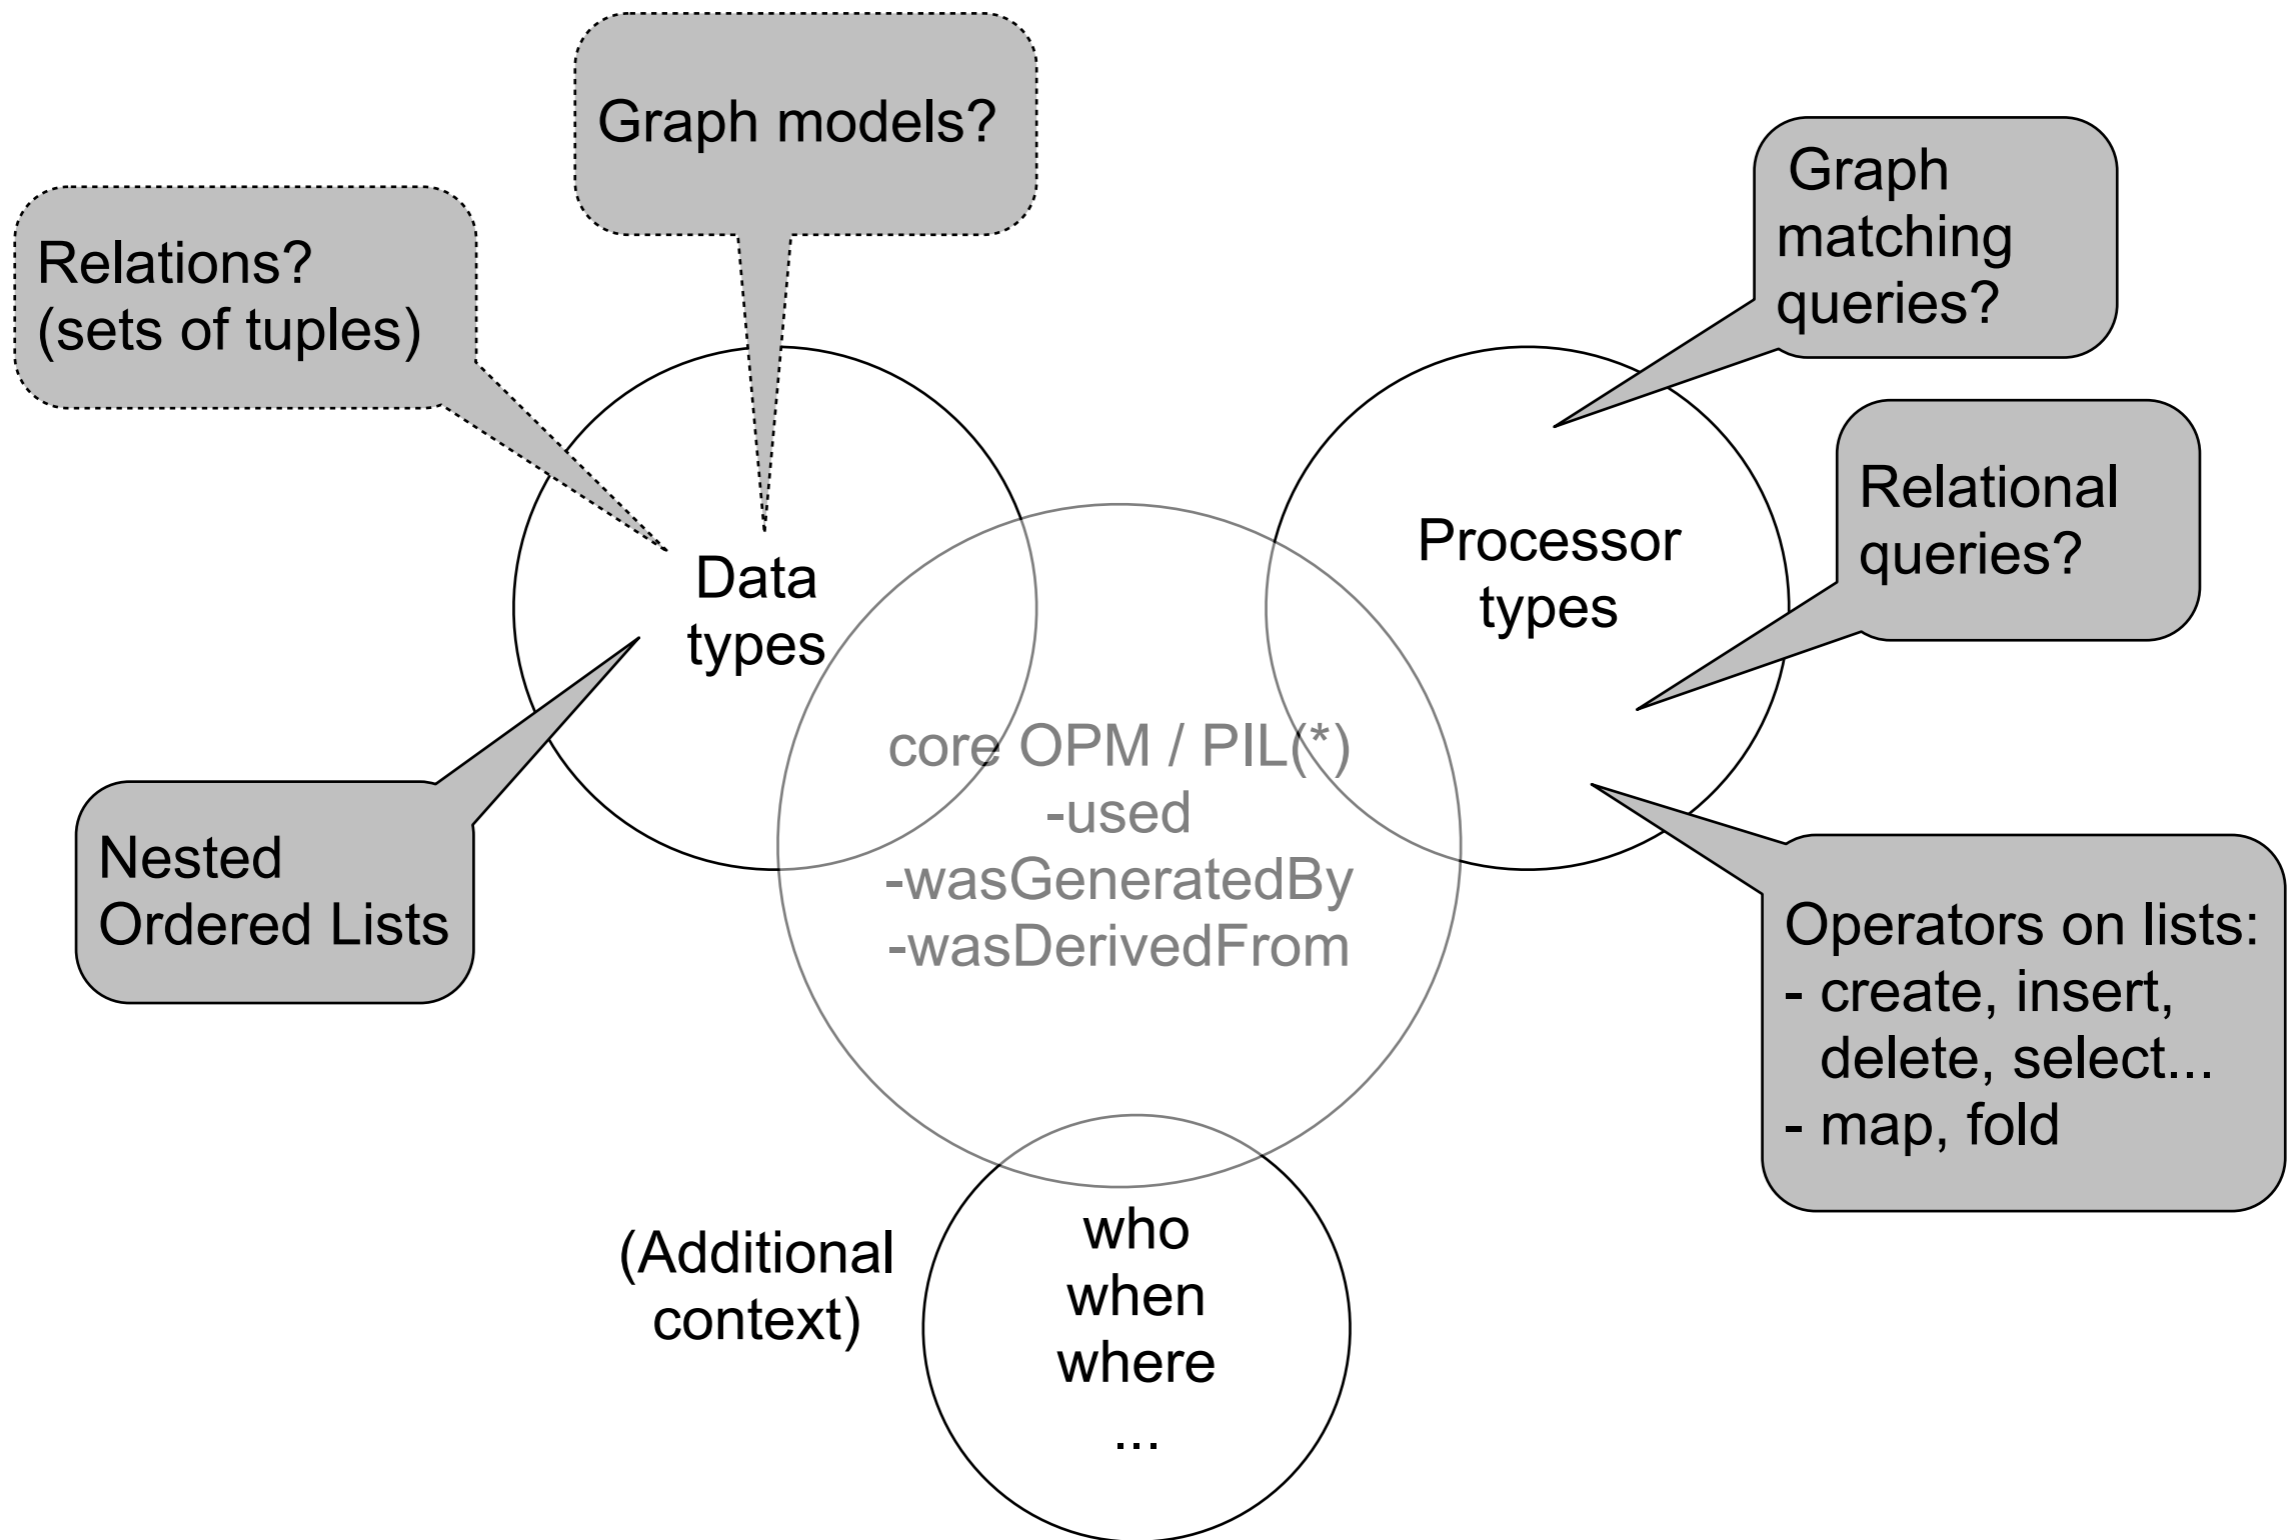 Graph models?
Relations?
(sets of tuples)
Graph
matching
queries?
Relational
queries?
Processor
types
Data
types
core OPM / PIL(*)
-used
-wasGeneratedBy
-wasDerivedFrom
Nested
Ordered Lists
Operators on lists:
- create, insert,
delete, select...
- map, fold
(Additional
context)
who
when
where
...